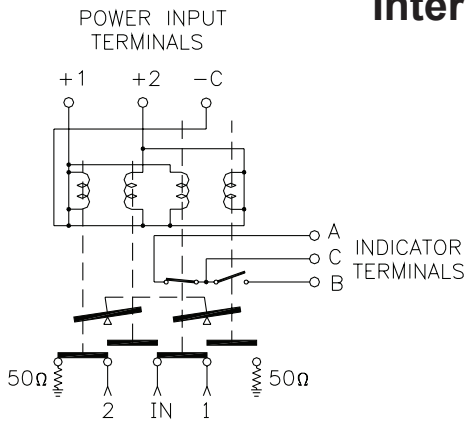 Inter
POWER INPUT
TERMINALS
+1 +2 -C
A
C INDICATOR
B TERMINALS
50Ω 50Ω
2 IN 1